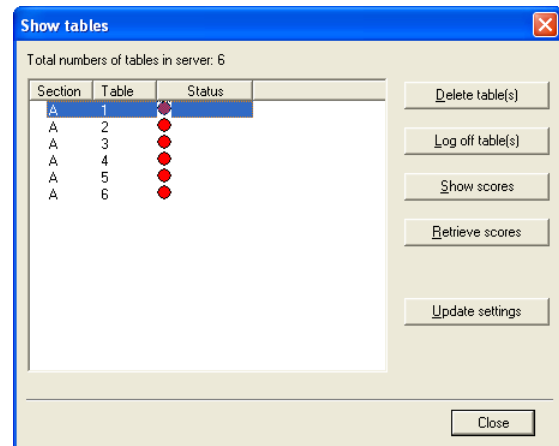 Show tables
Total numbers of tables in server: 6
Section Table Status
A 1
A 2
A 3
A 4
A 5
A 6
Delete table(s)
Log off table(s)
Show scores
Retrieve scores
Update settings
Close